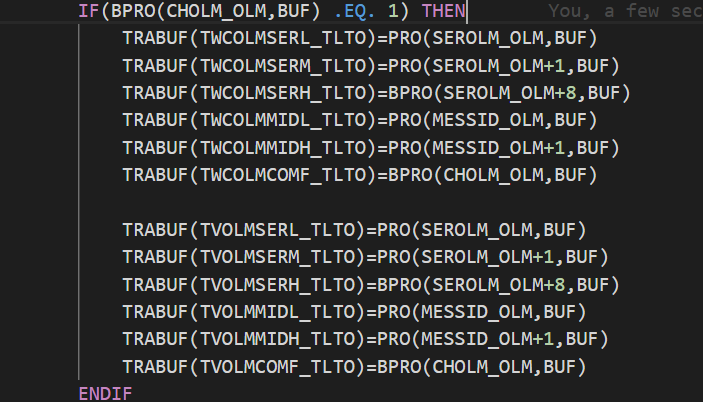 IF(BPRO(CHOLM_OLM,BUF) .EQ. 1) THEN You, a few sec
TRABUF(TWCOLMSERL_TLTO)=PRO(SEROLM_OLM,BUF)
TRABUF(TWCOLMSERM_TLTO)=PRO(SEROLM_OLM+1,BUF)
TRABUF(TWCOLMSERH_TLTO)=BPRO(SEROLM_OLM+8,BUF)
TRABUF(TWCOLMMIDL_TLTO)=PRO(MESSID_OLM,BUF)
TRABUF(TWCOLMMIDH_TLTO)=PRO(MESSID_OLM+1,BUF)
TRABUF(TWCOLMCOMF_TLTO)=BPRO(CHOLM_OLM,BUF)
TRABUF(TVOLMSERL_TLTO)=PRO(SEROLM_OLM,BUF)
TRABUF(TVOLMSERM_TLTO)=PRO(SEROLM_OLM+1,BUF)
TRABUF(TVOLMSERH_TLTO)=BPRO(SEROLM_OLM+8,BUF)
TRABUF(TVOLMMIDL_TLTO)=PRO(MESSID_OLM,BUF)
TRABUF(TVOLMMIDH_TLTO)=PRO(MESSID_OLM+1,BUF)
TRABUF(TVOLMCOMF_TLTO)=BPRO(CHOLM_OLM,BUF)
ENDIF